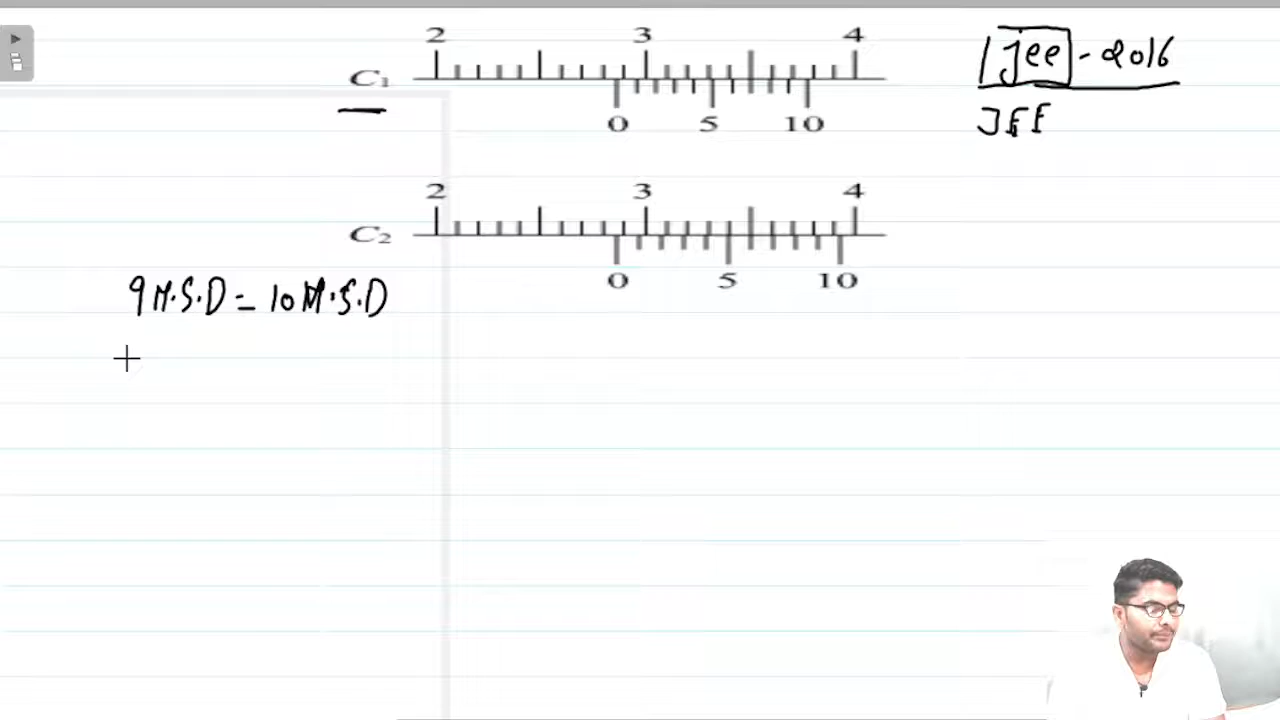 2 3 4
C₁
0 5 10
jee - 2016
JEE
2 3 4
C₂
0 5 10
9 M.S.D = 10 M.S.D